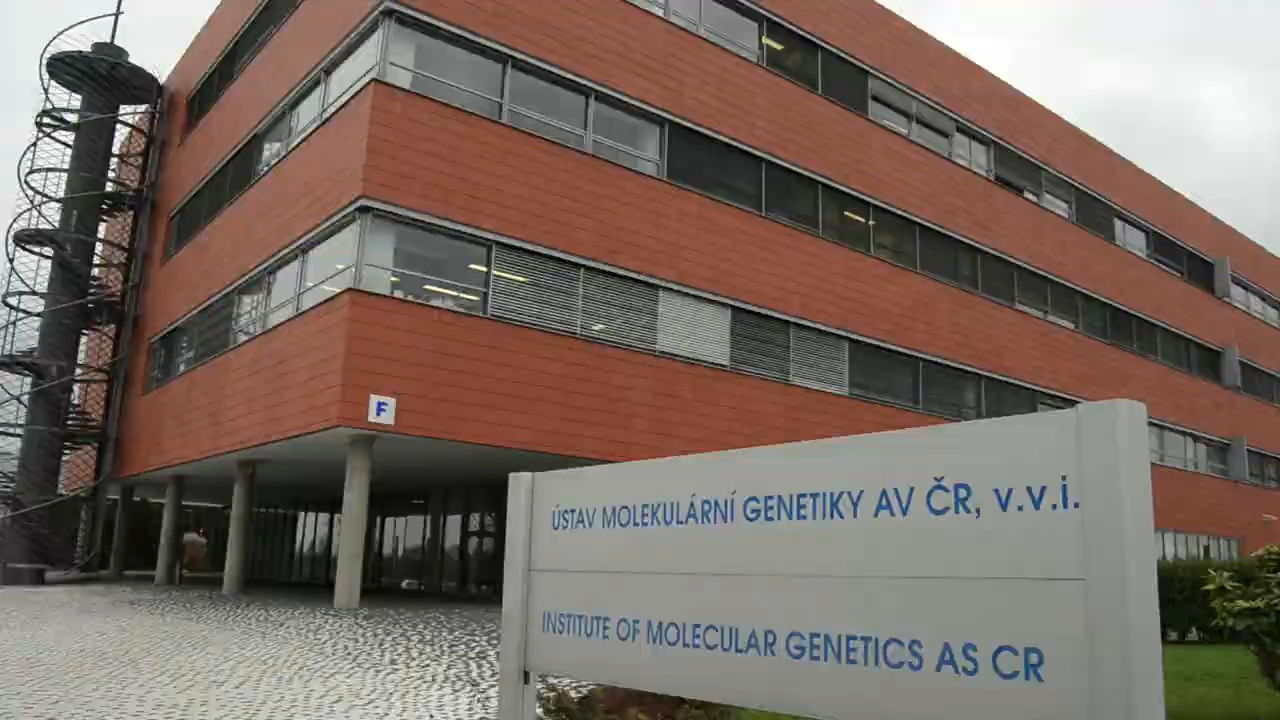 F
ÚSTAV MOLEKULÁRNÍ GENETIKY AV ČR, v.v.i.
INSTITUTE OF MOLECULAR GENETICS AS CR